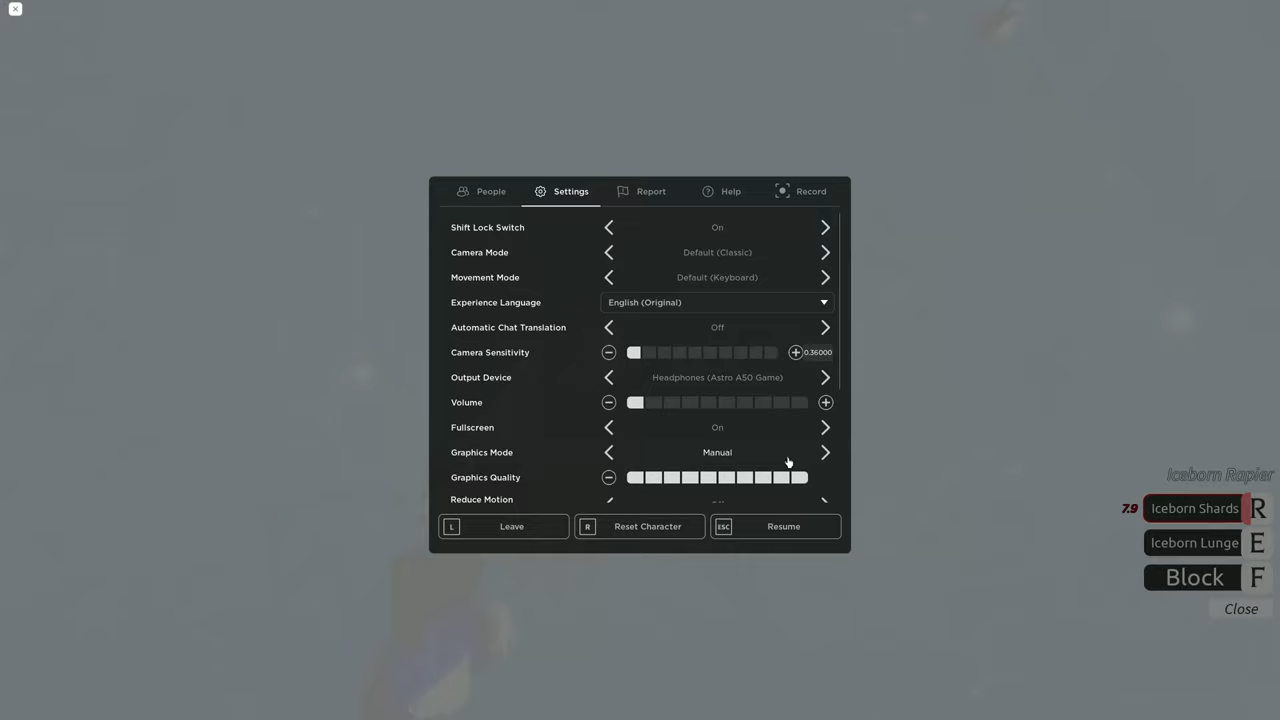 People Settings Report Help Record
Shift Lock Switch On
Camera Mode Default (Classic)
Movement Mode Default (Keyboard)
Experience Language English (Original)
Automatic Chat Translation Off
Camera Sensitivity 0.36000
Output Device Headphones (Astro A50 Game)
Volume
Fullscreen On
Graphics Mode Manual
Graphics Quality
Reduce Motion
L Leave R Reset Character ESC Resume
Iceborn Rapier
7.9 Iceborn Shards R
Iceborn Lunge E
Block F
Close